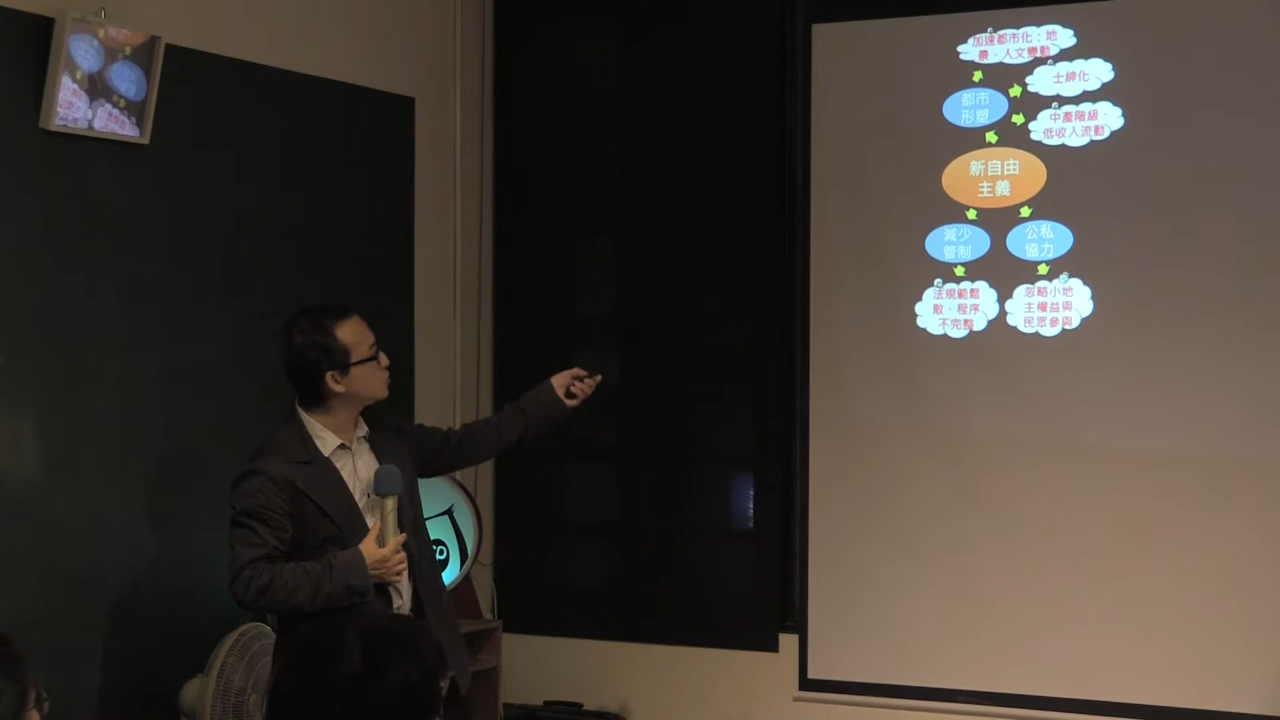 加速都市化：地
景、人文變動
士紳化
都市
形塑
中產階級、
低收人流動
新自由
主義
減少
管制
公私
協力
法規範鬆
散、程序
不完整
忽略小地
主權益與
民眾參與